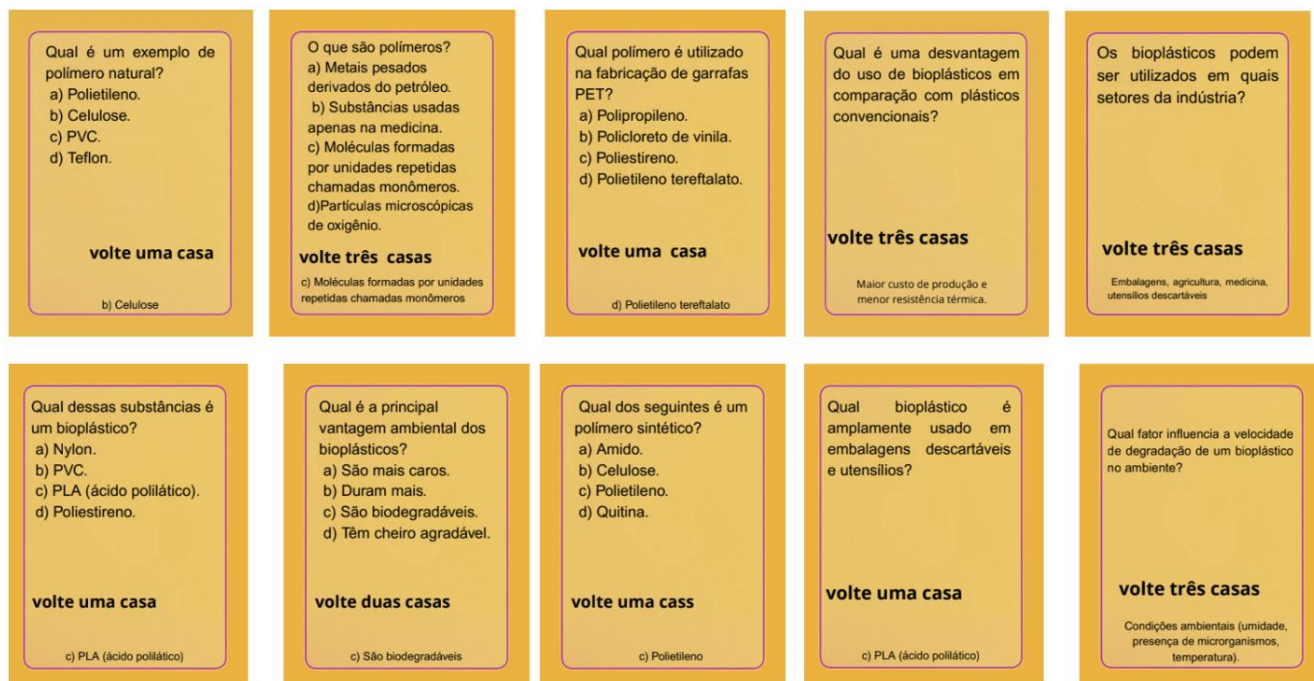 Qual é um exemplo de
polímero natural?
a) Polietileno.
b) Celulose.
c) PVC.
d) Teflon.
volte uma casa
b) Celulose
O que são polímeros?
a) Metais pesados
derivados do petróleo.
b) Substâncias usadas
apenas na medicina.
c) Moléculas formadas
por unidades repetidas
chamadas monômeros.
d)Partículas microscópicas
de oxigênio.
volte três casas
c) Moléculas formadas por unidades
repetidas chamadas monômeros
Qual polímero é utilizado
na fabricação de garrafas
PET?
a) Polipropileno.
b) Policloreto de vinila.
c) Poliestireno.
d) Polietileno tereftalato.
volte uma casa
d) Polietileno tereftalato
Qual é uma desvantagem
do uso de bioplásticos em
comparação com plásticos
convencionais?
volte três casas
Maior custo de produção e
menor resistência térmica.
Os bioplásticos podem
ser utilizados em quais
setores da indústria?
volte três casas
Embalagens, agricultura, medicina,
utensílios descartáveis
Qual dessas substâncias é
um bioplástico?
a) Nylon.
b) PVC.
c) PLA (ácido polilático).
d) Poliestireno.
volte uma casa
c) PLA (ácido polilático)
Qual é a principal
vantagem ambiental dos
bioplásticos?
a) São mais caros.
b) Duram mais.
c) São biodegradáveis.
d) Têm cheiro agradável.
volte duas casas
c) São biodegradáveis
Qual dos seguintes é um
polímero sintético?
a) Amido.
b) Celulose.
c) Polietileno.
d) Quitina.
volte uma cass
c) Polietileno
Qual bioplástico é
amplamente usado em
embalagens descartáveis
e utensílios?
volte uma casa
c) PLA (ácido polilático)
Qual fator influencia a velocidade
de degradação de um bioplástico
no ambiente?
volte três casas
Condições ambientais (umidade,
presença de microrganismos,
temperatura).